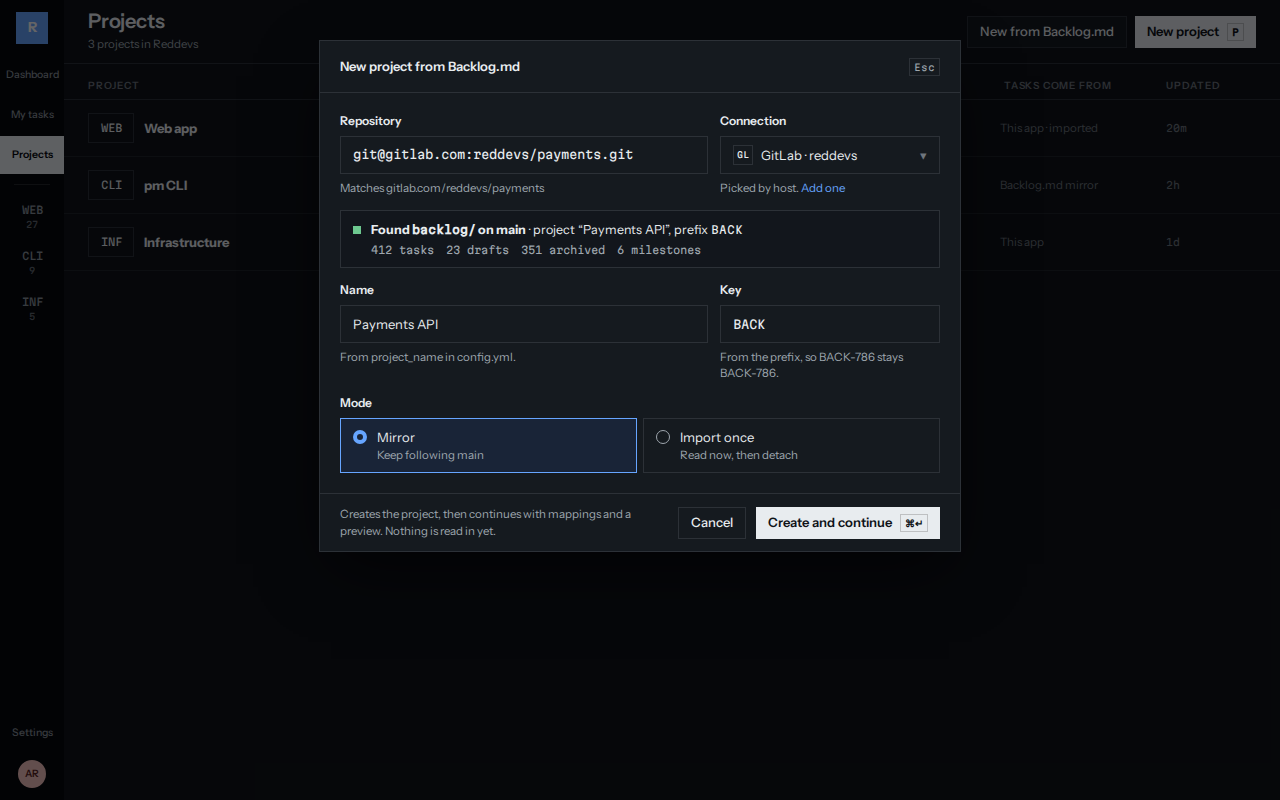 R
Projects
3 projects in Reddevs
New from Backlog.md
New project P
Dashboard
My tasks
Projects
WEB
27
CLI
9
INF
5
Settings
AR
PROJECT
TASKS COME FROM
UPDATED
WEB Web app
This app · imported
20m
CLI pm CLI
Backlog.md mirror
2h
INF Infrastructure
This app
1d
New project from Backlog.md
Esc
Repository
Connection
git@gitlab.com:reddevs/payments.git
GL GitLab · reddevs ▾
Matches gitlab.com/reddevs/payments
Picked by host. Add one
Found backlog/ on main · project “Payments API”, prefix BACK
412 tasks 23 drafts 351 archived 6 milestones
Name
Key
Payments API
BACK
From project_name in config.yml.
From the prefix, so BACK-786 stays
BACK-786.
Mode
Mirror
Keep following main
Import once
Read now, then detach
Creates the project, then continues with mappings and a
preview. Nothing is read in yet.
Cancel
Create and continue ⌘↵